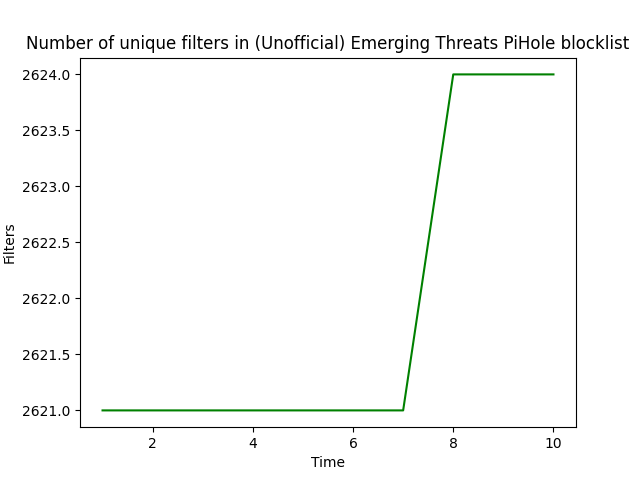 Number of unique filters in (Unofficial) Emerging Threats PiHole blocklist
2624.0
2623.5
2623.0
2622.5
2622.0
2621.5
2621.0
Filters
2 4 6 8 10
Time